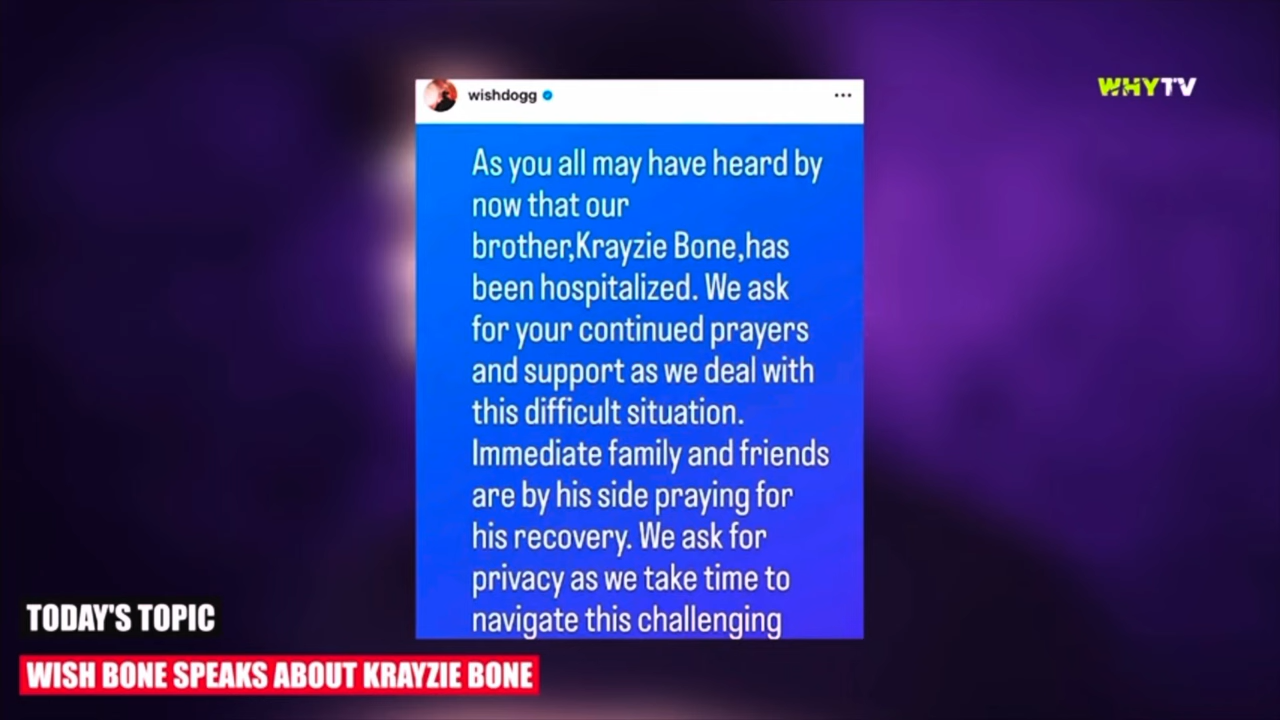 WHYTV
wishdogg
As you all may have heard by
now that our
brother,Krayzie Bone,has
been hospitalized. We ask
for your continued prayers
and support as we deal with
this difficult situation.
Immediate family and friends
are by his side praying for
his recovery. We ask for
privacy as we take time to
navigate this challenging
TODAY'S TOPIC
WISH BONE SPEAKS ABOUT KRAYZIE BONE